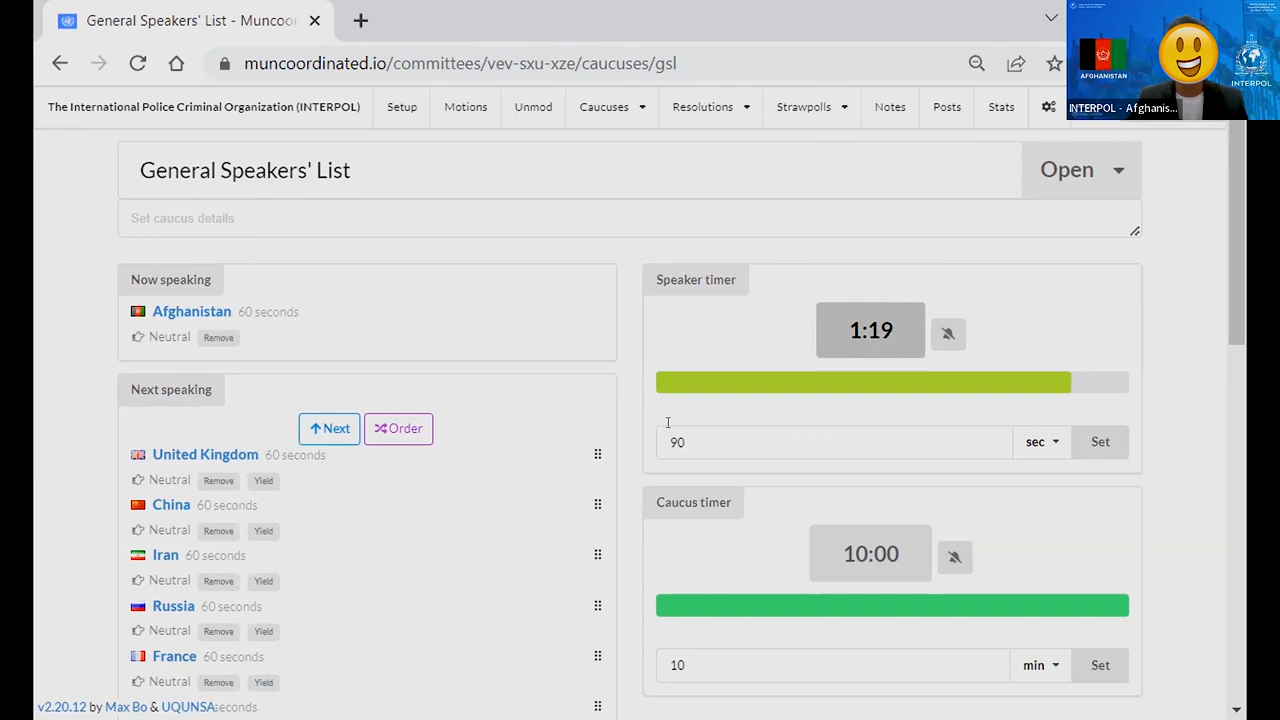 General Speakers' List - Muncoor
muncoordinated.io/committees/vev-sxu-xze/caucuses/gsl
AFGHANISTAN
INTERPOL
INTERPOL - Afghanis...
The International Police Criminal Organization (INTERPOL)
Setup
Motions
Unmod
Caucuses
Resolutions
Strawpolls
Notes
Posts
Stats
General Speakers' List
Open
Set caucus details
Now speaking
Afghanistan 60 seconds
Neutral Remove
Next speaking
Next
Order
United Kingdom 60 seconds
Neutral Remove Yield
China 60 seconds
Neutral Remove Yield
Iran 60 seconds
Neutral Remove Yield
Russia 60 seconds
Neutral Remove Yield
France 60 seconds
Neutral Remove Yield
v2.20.12 by Max Bo & UQUNSA
seconds
Speaker timer
1:19
90
sec
Set
Caucus timer
10:00
10
min
Set